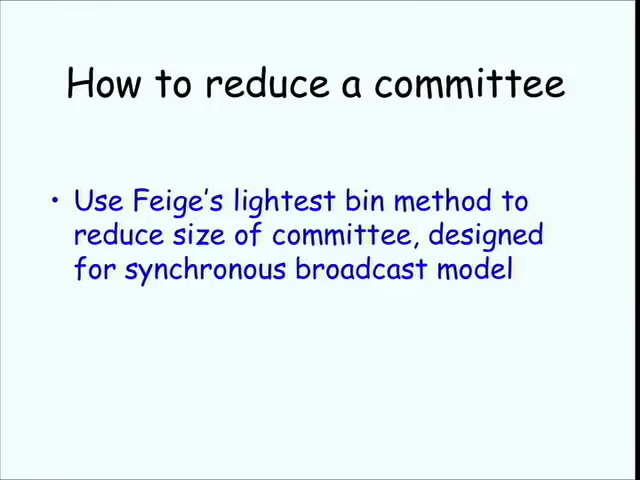 How to reduce a committee
• Use Feige's lightest bin method to
reduce size of committee, designed
for synchronous broadcast model